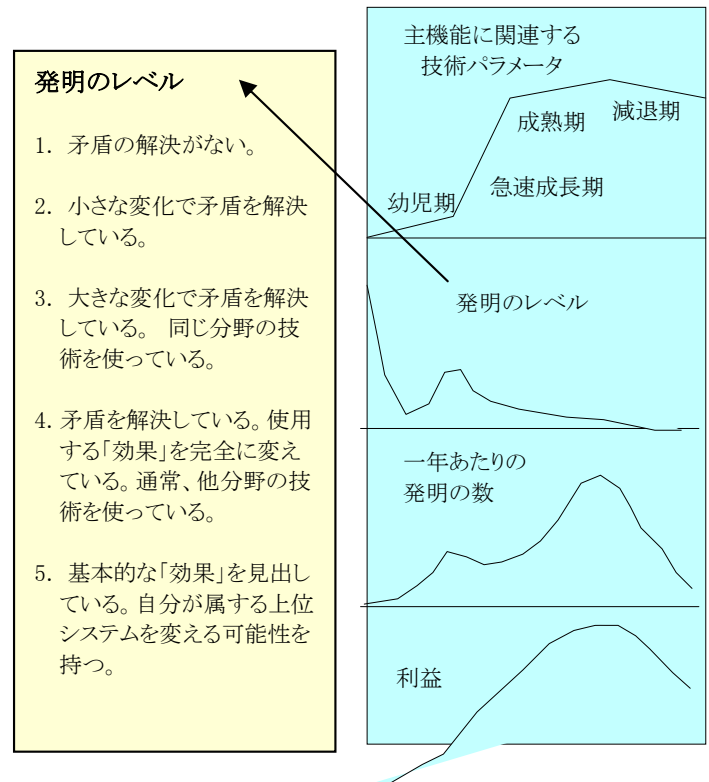 発明のレベル
1. 矛盾の解決がない。
2. 小さな変化で矛盾を解決
している。
3. 大きな変化で矛盾を解決
している。 同じ分野の技
術を使っている。
4. 矛盾を解決している。使用
する「効果」を完全に変え
ている。通常、他分野の技
術を使っている。
5. 基本的な「効果」を見出し
ている。自分が属する上位
システムを変える可能性を
持つ。
主機能に関連する
技術パラメータ
成熟期
減退期
急速成長期
幼児期
発明のレベル
一年あたりの
発明の数
利益